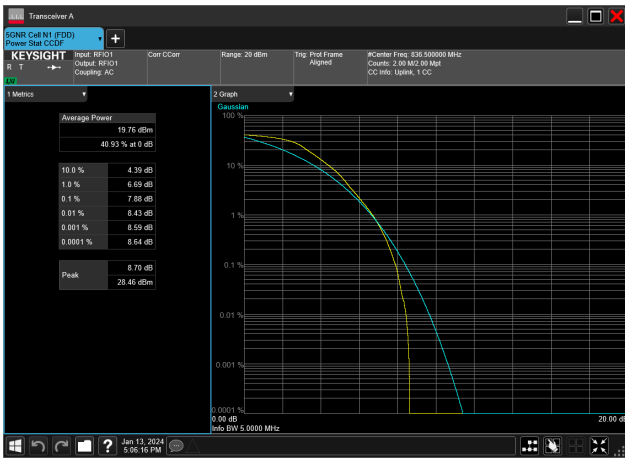 Transceiver A
5GNR Cell N1 (FDD)
Power Stat CCDF
KEYSIGHT
R T
LXI
Input: RFIO1
Output: RFIO1
Coupling: AC
Corr CCorr
Range: 20 dBm
Trig: Prot Frame
Aligned
#Center Freq: 836.500000 MHz
Counts: 2.00 M/2.00 Mpt
CC Info: Uplink, 1 CC
1 Metrics
Average Power
19.76 dBm
40.93 % at 0 dB
10.0 % 4.39 dB
1.0 % 6.69 dB
0.1 % 7.88 dB
0.01 % 8.43 dB
0.001 % 8.59 dB
0.0001 % 8.64 dB
Peak
8.70 dB
28.46 dBm
2 Graph
Gaussian
100 %
10 %
1 %
0.1 %
0.01 %
0.001 %
0.0001 %
0.00 dB
20.00 dB
Info BW 5.0000 MHz
?
Jan 13, 2024
5:06:16 PM